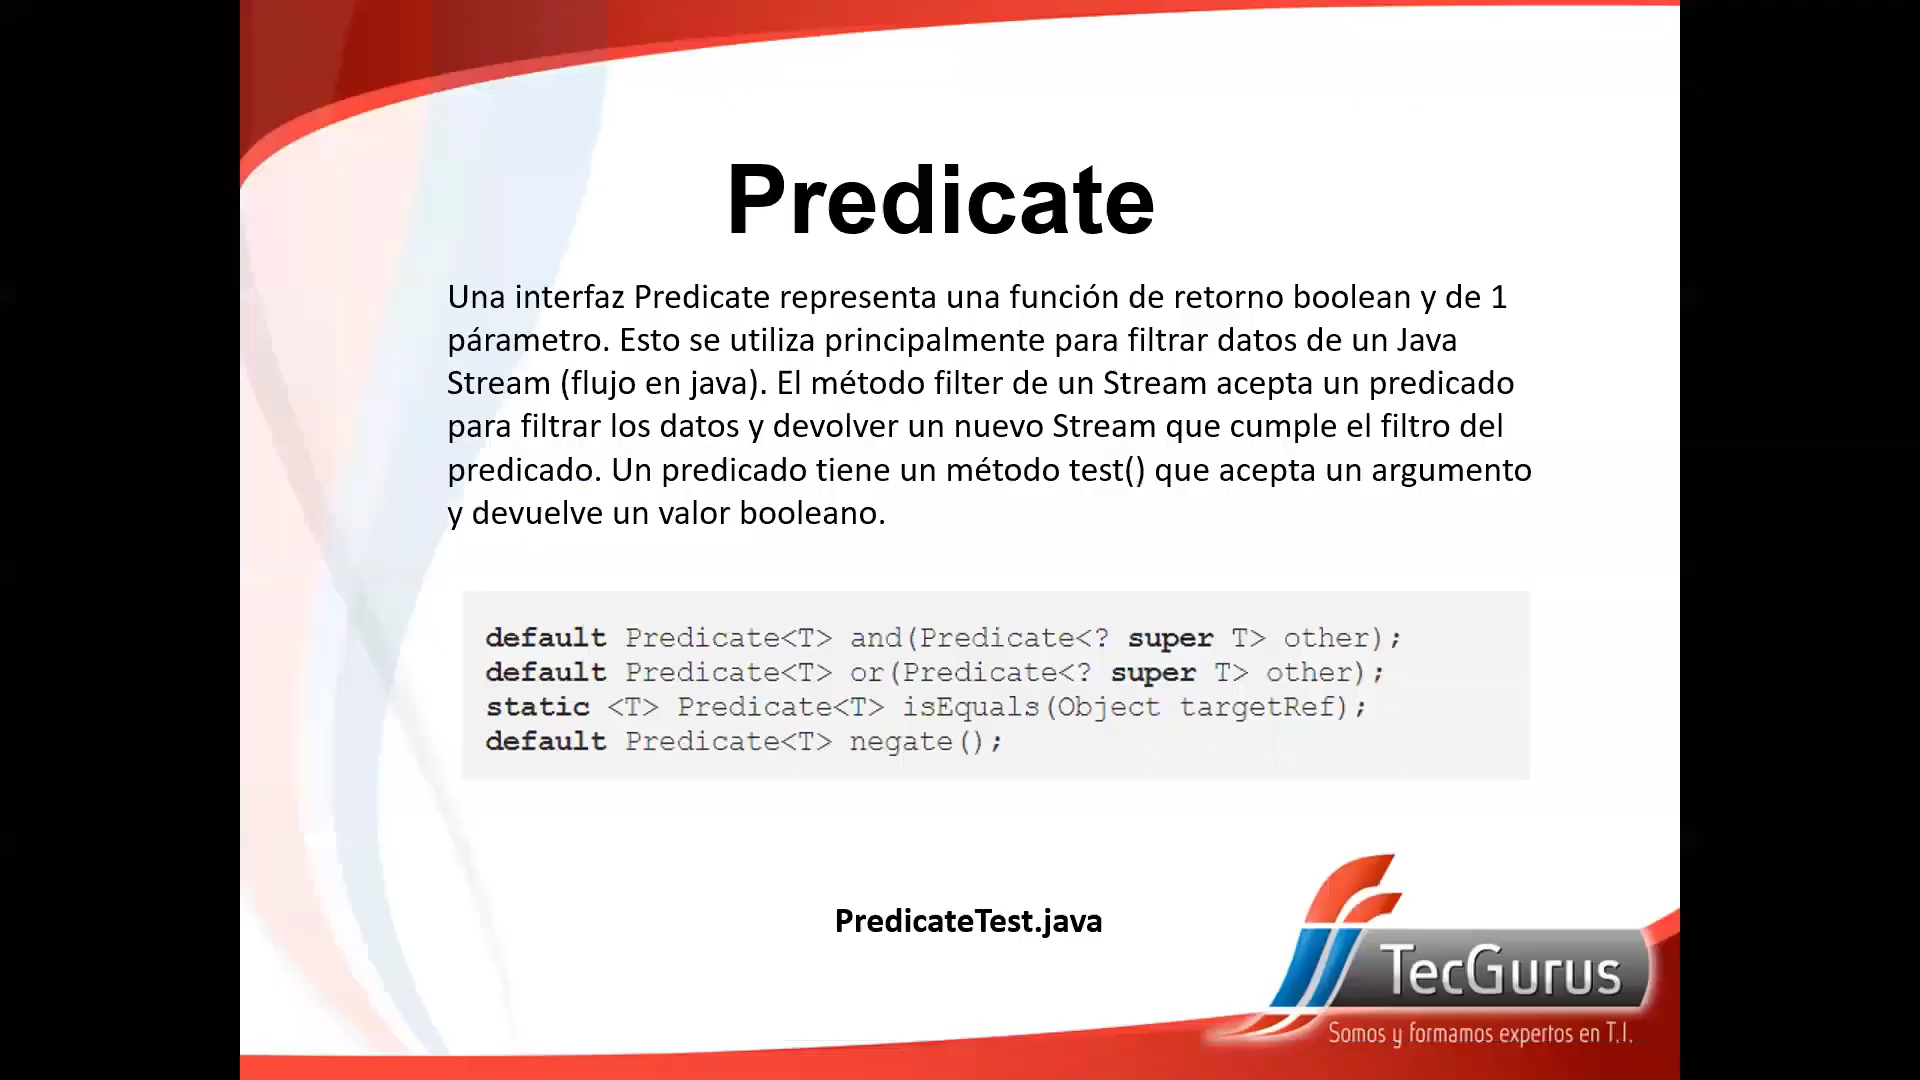 Predicate
Una interfaz Predicate representa una función de retorno boolean y de 1
párametro. Esto se utiliza principalmente para filtrar datos de un Java
Stream (flujo en java). El método filter de un Stream acepta un predicado
para filtrar los datos y devolver un nuevo Stream que cumple el filtro del
predicado. Un predicado tiene un método test() que acepta un argumento
y devuelve un valor booleano.
default Predicate<T> and(Predicate<? super T> other);
default Predicate<T> or(Predicate<? super T> other);
static <T> Predicate<T> isEquals(Object targetRef);
default Predicate<T> negate();
PredicateTest.java
TecGurus
Somos y formamos expertos en T.I.